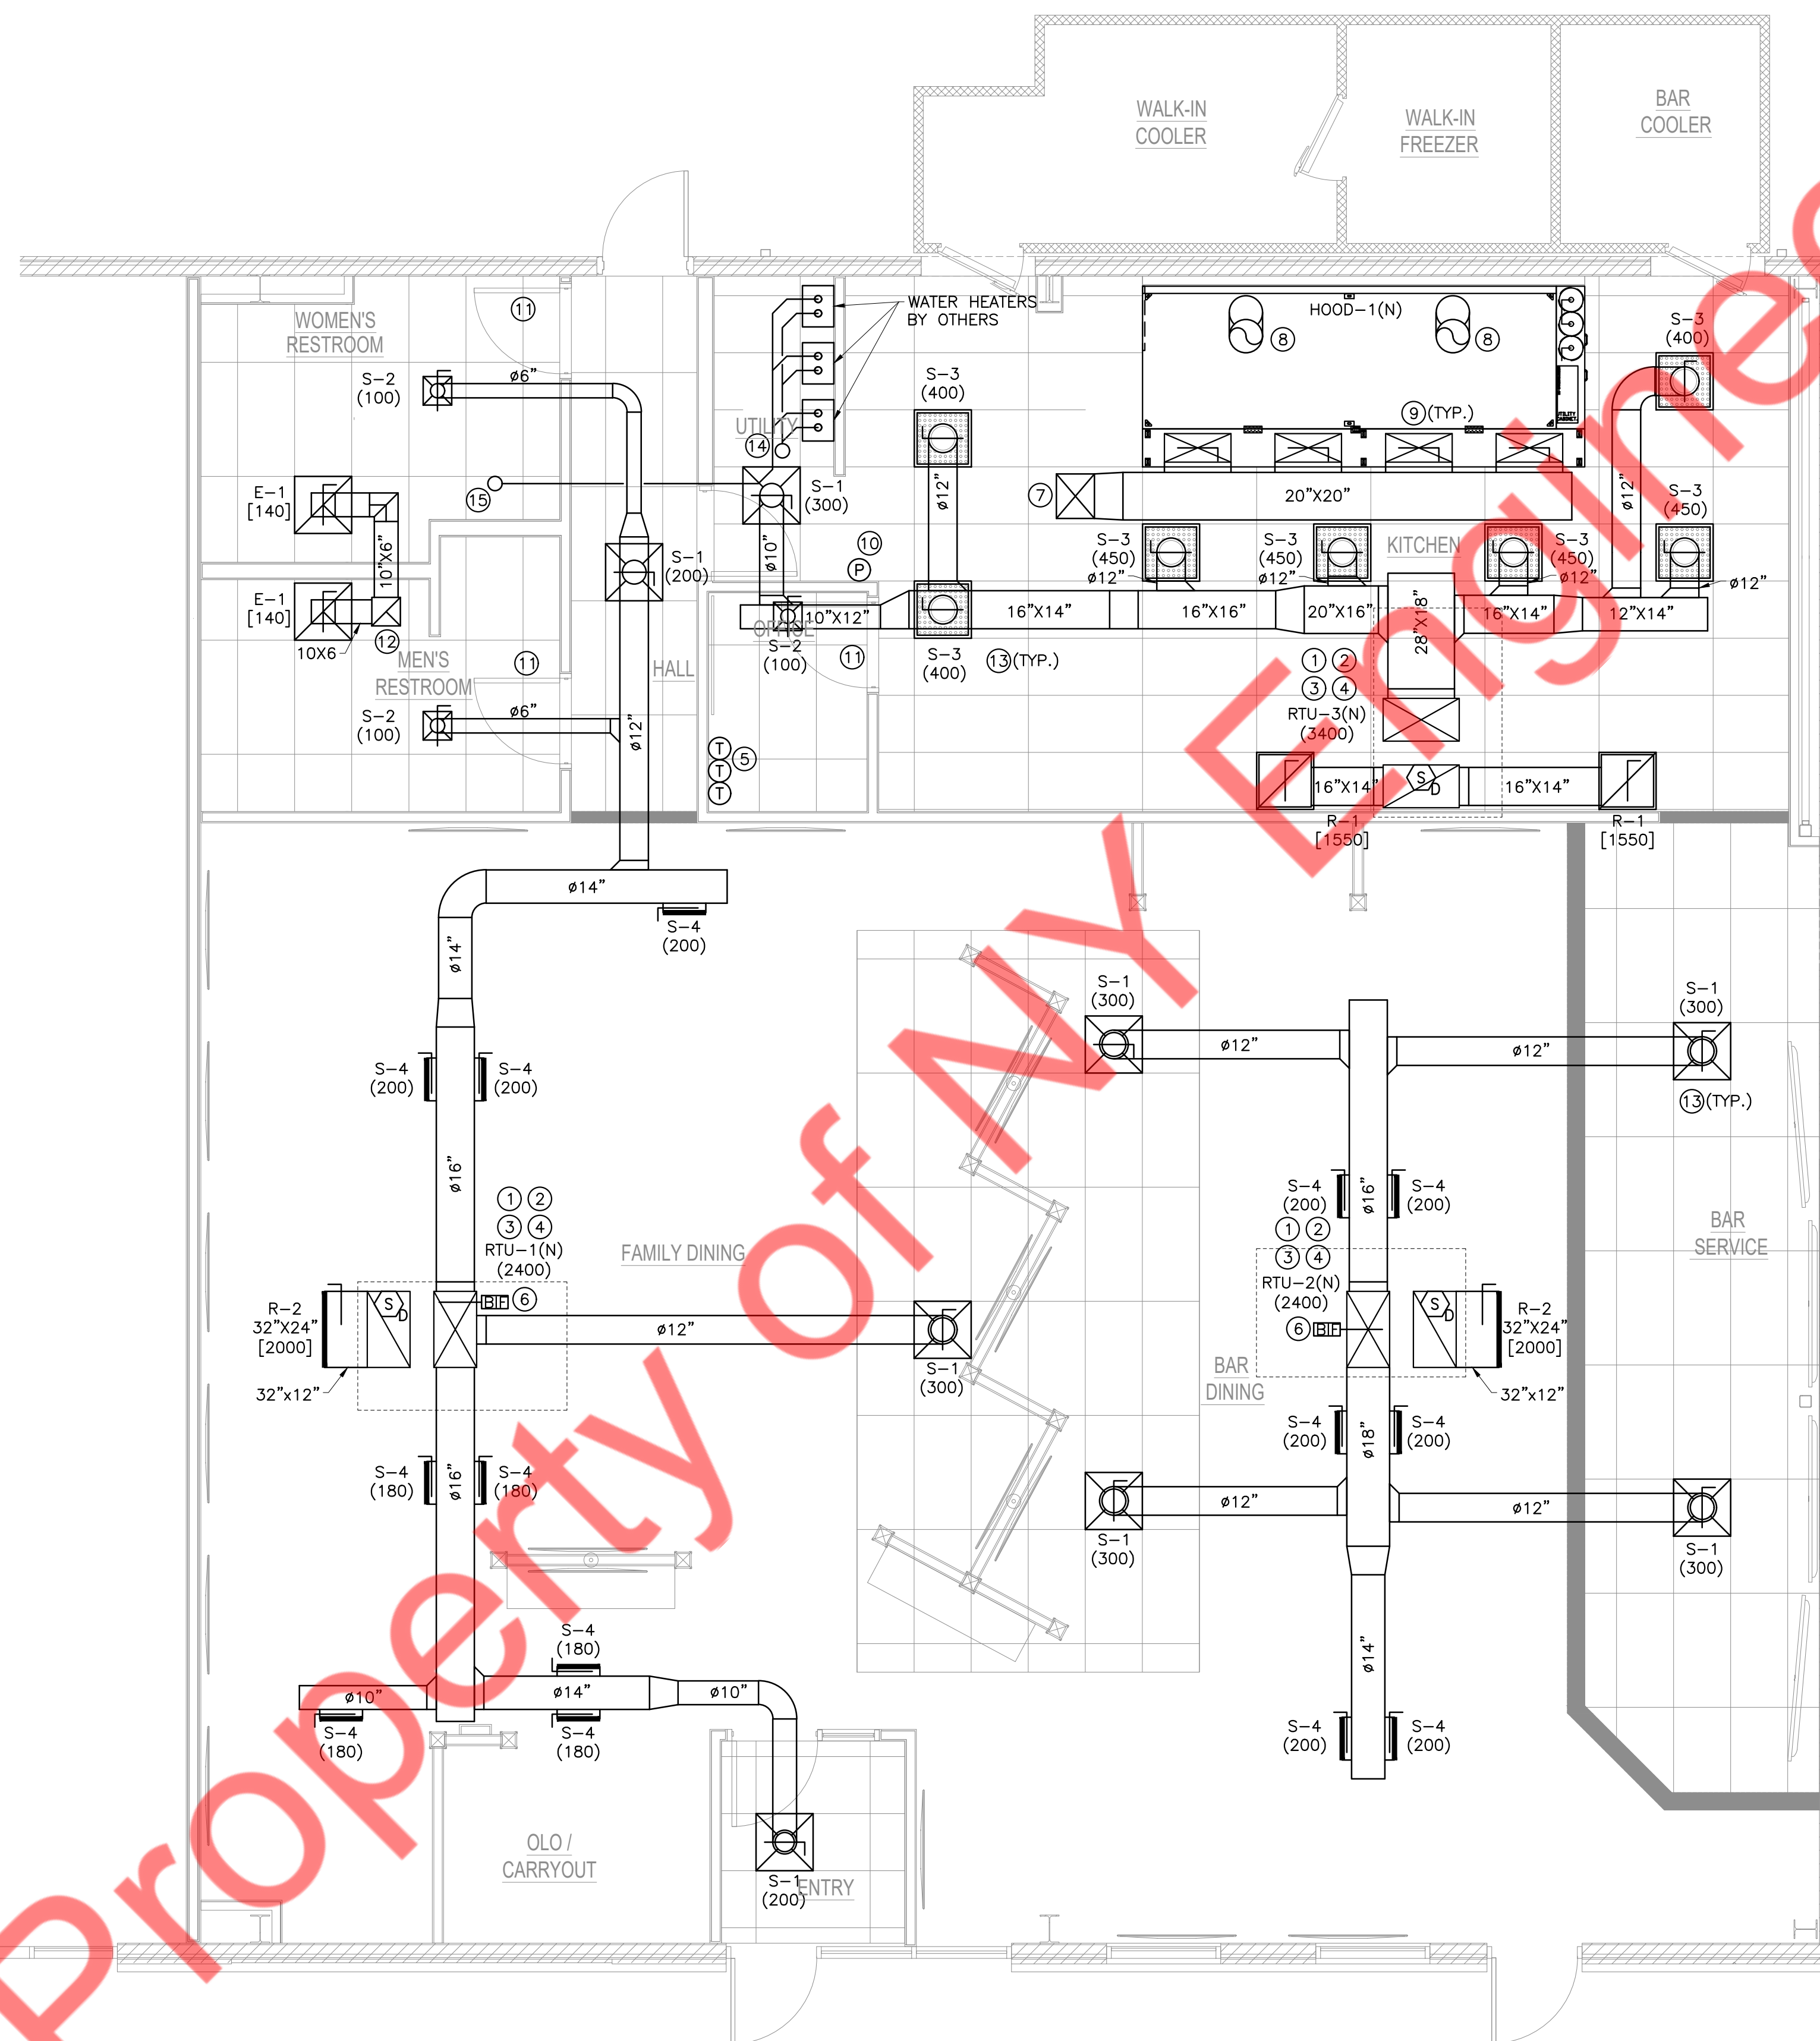 WALK-IN
COOLER
WALK-IN
FREEZER
BAR
COOLER
WOMEN'S
RESTROOM
11
WATER HEATERS
BY OTHERS
HOOD-1(N)
8
8
S-3
(400)
S-2
(100)
ø6"
S-3
(400)
9 (TYP.)
UTILITY
CABINET
UTILITY
14
E-1
[140]
15
S-1
(300)
ø12"
7
20"X20"
ø12"
S-3
(450)
10"X6"
ø10"
10
P
S-1
(200)
S-3
(450)
ø12"
S-3
(450)
ø12"
KITCHEN
S-3
(450)
ø12"
ø12"
E-1
[140]
12
10X6
10"X12"
16"X14"
16"X16"
20"X16"
28"X18"
16"X14"
12"X14"
OFFICE
S-2
(100)
11
S-3
(400)
13 (TYP.)
MEN'S
RESTROOM
11
HALL
1 2
3 4
RTU-3(N)
(3400)
S-2
(100)
ø6"
ø12"
T
T
T
5
16"X14"
S
D
16"X14"
R-1
[1550]
R-1
[1550]
ø14"
S-4
(200)
ø14"
S-1
(300)
ø12"
ø12"
S-1
(300)
13 (TYP.)
S-4
(200)
S-4
(200)
ø16"
S-4
(200)
S-4
(200)
ø16"
1 2
3 4
RTU-1(N)
(2400)
FAMILY DINING
1 2
3 4
RTU-2(N)
(2400)
BAR
SERVICE
R-2
32"X24"
[2000]
S
D
6
ø12"
S-1
(300)
32"x12"
6
S
D
R-2
32"X24"
[2000]
32"x12"
BAR
DINING
S-4
(200)
S-4
(200)
ø18"
S-4
(180)
S-4
(180)
ø16"
S-1
(300)
ø12"
ø12"
S-1
(300)
S-4
(180)
ø10"
ø14"
ø10"
S-4
(180)
S-4
(180)
ø14"
S-4
(200)
S-4
(200)
OLO /
CARRYOUT
S-1
(200)
ENTRY
Property of NY Engineer